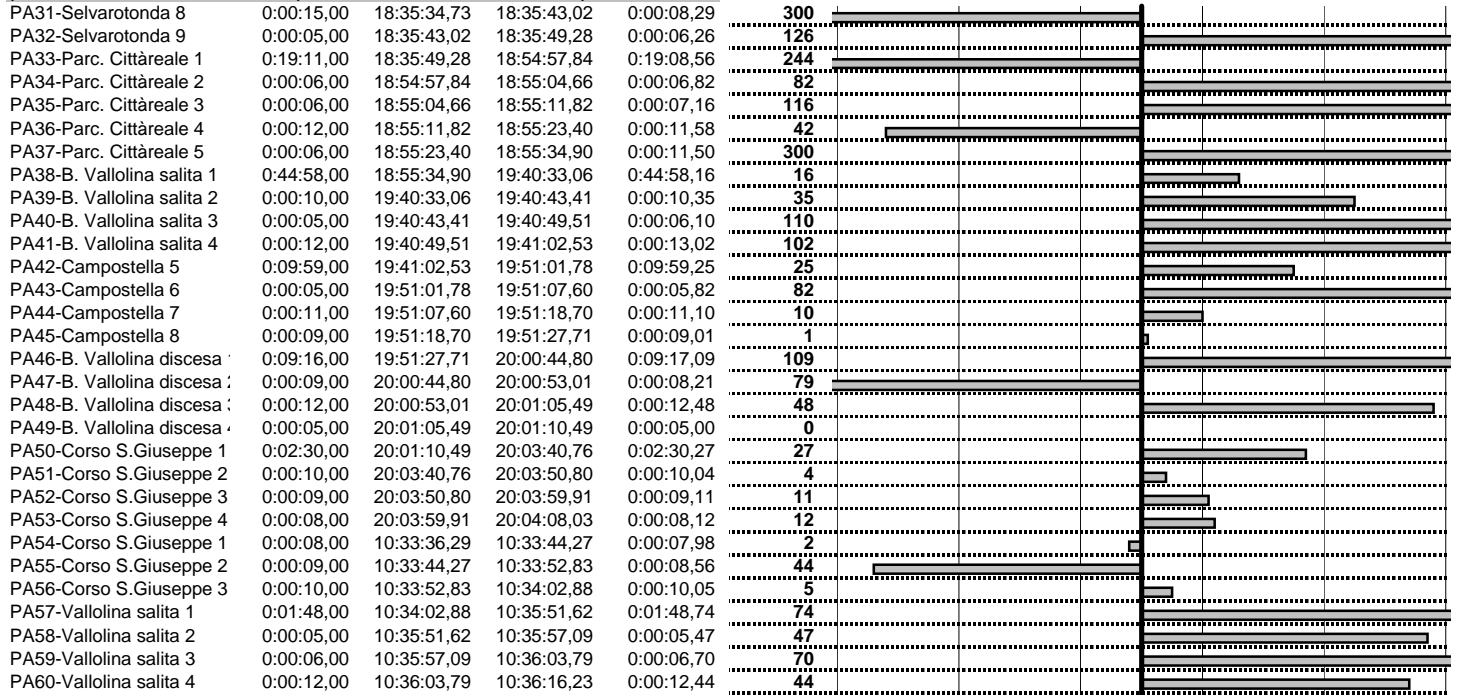 PA31-Selvarotonda 8 0:00:15,00 18:35:34,73 18:35:43,02 0:00:08,29 300
PA32-Selvarotonda 9 0:00:05,00 18:35:43,02 18:35:49,28 0:00:06,26 126
PA33-Parc. Cittàreale 1 0:19:11,00 18:35:49,28 18:54:57,84 0:19:08,56 244
PA34-Parc. Cittàreale 2 0:00:06,00 18:54:57,84 18:55:04,66 0:00:06,82 82
PA35-Parc. Cittàreale 3 0:00:06,00 18:55:04,66 18:55:11,82 0:00:07,16 116
PA36-Parc. Cittàreale 4 0:00:12,00 18:55:11,82 18:55:23,40 0:00:11,58 42
PA37-Parc. Cittàreale 5 0:00:06,00 18:55:23,40 18:55:34,90 0:00:11,50 300
PA38-B. Vallolina salita 1 0:44:58,00 18:55:34,90 19:40:33,06 0:44:58,16 16
PA39-B. Vallolina salita 2 0:00:10,00 19:40:33,06 19:40:43,41 0:00:10,35 35
PA40-B. Vallolina salita 3 0:00:05,00 19:40:43,41 19:40:49,51 0:00:06,10 110
PA41-B. Vallolina salita 4 0:00:12,00 19:40:49,51 19:41:02,53 0:00:13,02 102
PA42-Campostella 5 0:09:59,00 19:41:02,53 19:51:01,78 0:09:59,25 25
PA43-Campostella 6 0:00:05,00 19:51:01,78 19:51:07,60 0:00:05,82 82
PA44-Campostella 7 0:00:11,00 19:51:07,60 19:51:18,70 0:00:11,10 10
PA45-Campostella 8 0:00:09,00 19:51:18,70 19:51:27,71 0:00:09,01 1
PA46-B. Vallolina discesa 0:09:16,00 19:51:27,71 20:00:44,80 0:09:17,09 109
PA47-B. Vallolina discesa 0:00:09,00 20:00:44,80 20:00:53,01 0:00:08,21 79
PA48-B. Vallolina discesa 0:00:12,00 20:00:53,01 20:01:05,49 0:00:12,48 48
PA49-B. Vallolina discesa 0:00:05,00 20:01:05,49 20:01:10,49 0:00:05,00 0
PA50-Corso S.Giuseppe 1 0:02:30,00 20:01:10,49 20:03:40,76 0:02:30,27 27
PA51-Corso S.Giuseppe 2 0:00:10,00 20:03:40,76 20:03:50,80 0:00:10,04 4
PA52-Corso S.Giuseppe 3 0:00:09,00 20:03:50,80 20:03:59,91 0:00:09,11 11
PA53-Corso S.Giuseppe 4 0:00:08,00 20:03:59,91 20:04:08,03 0:00:08,12 12
PA54-Corso S.Giuseppe 1 0:00:08,00 10:33:36,29 10:33:44,27 0:00:07,98 2
PA55-Corso S.Giuseppe 2 0:00:09,00 10:33:44,27 10:33:52,83 0:00:08,56 44
PA56-Corso S.Giuseppe 3 0:00:10,00 10:33:52,83 10:34:02,88 0:00:10,05 5
PA57-Vallolina salita 1 0:01:48,00 10:34:02,88 10:35:51,62 0:01:48,74 74
PA58-Vallolina salita 2 0:00:05,00 10:35:51,62 10:35:57,09 0:00:05,47 47
PA59-Vallolina salita 3 0:00:06,00 10:35:57,09 10:36:03,79 0:00:06,70 70
PA60-Vallolina salita 4 0:00:12,00 10:36:03,79 10:36:16,23 0:00:12,44 44